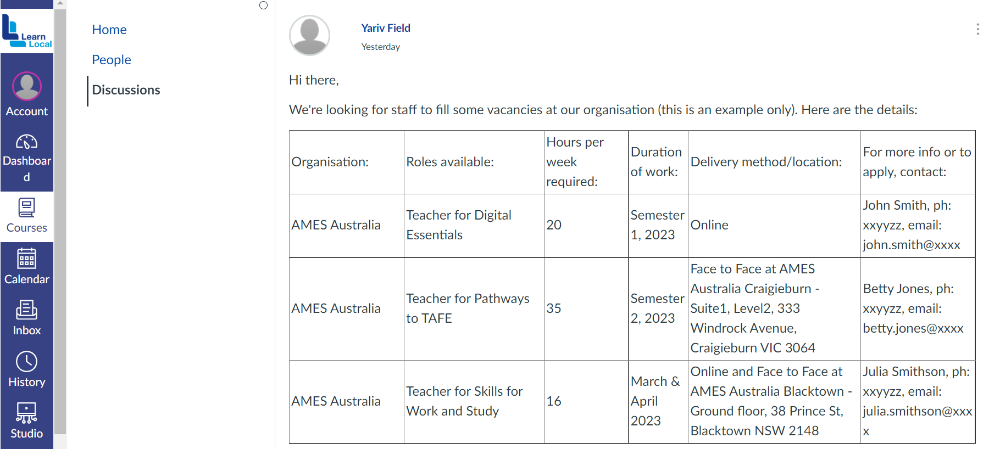 Learn
Local
Account
Dashboar
d
Courses
Calendar
Inbox
History
Studio
Home
People
Discussions
Yariv Field
Yesterday
Hi there,
We're looking for staff to fill some vacancies at our organisation (this is an example only). Here are the details:
Organisation:
Roles available:
Hours per
week
required:
Duration
of work:
Delivery method/location:
For more info or to
apply, contact:
AMES Australia
Teacher for Digital
Essentials
20
Semester
1, 2023
Online
John Smith, ph:
xxyyzz, email:
john.smith@xxxx
AMES Australia
Teacher for Pathways
to TAFE
35
Semester
2, 2023
Face to Face at AMES
Australia Craigieburn -
Suite1, Level2, 333
Windrock Avenue,
Craigieburn VIC 3064
Betty Jones, ph:
xxyyzz, email:
betty.jones@xxxx
AMES Australia
Teacher for Skills for
Work and Study
16
March &
April
2023
Online and Face to Face at
AMES Australia Blacktown -
Ground floor, 38 Prince St,
Blacktown NSW 2148
Julia Smithson, ph:
xxyyzz, email:
julia.smithson@xxx
x